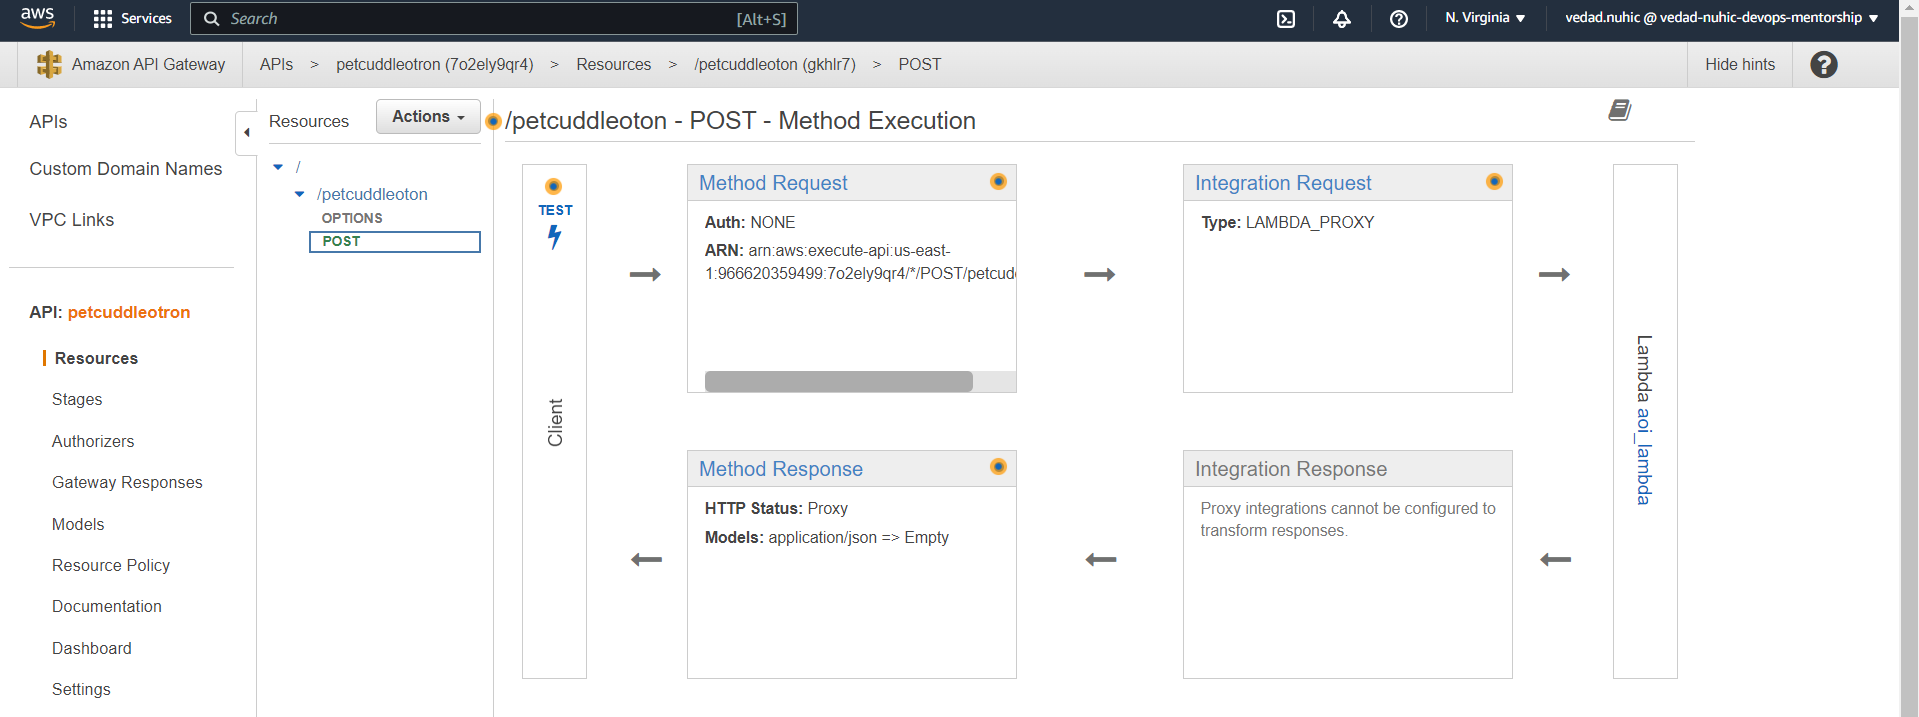 aws
Services
Search
[Alt+S]
N. Virginia
vedad.nuhic @ vedad-nuhic-devops-mentorship
Amazon API Gateway
APIs > petcuddleotron (7o2ely9qr4) > Resources > /petcuddleoton (gkhlr7) > POST
Hide hints
APIs
Custom Domain Names
VPC Links
API: petcuddleotron
Resources
Stages
Authorizers
Gateway Responses
Models
Resource Policy
Documentation
Dashboard
Settings
Resources
Actions
/
/petcuddleoton
OPTIONS
POST
/petcuddleoton - POST - Method Execution
TEST
Client
Method Request
Auth: NONE
ARN: arn:aws:execute-api:us-east-
1:966620359499:7o2ely9qr4/*/POST/petcud
Integration Request
Type: LAMBDA_PROXY
Lambda aoi_lambda
Method Response
HTTP Status: Proxy
Models: application/json => Empty
Integration Response
Proxy integrations cannot be configured to
transform responses.